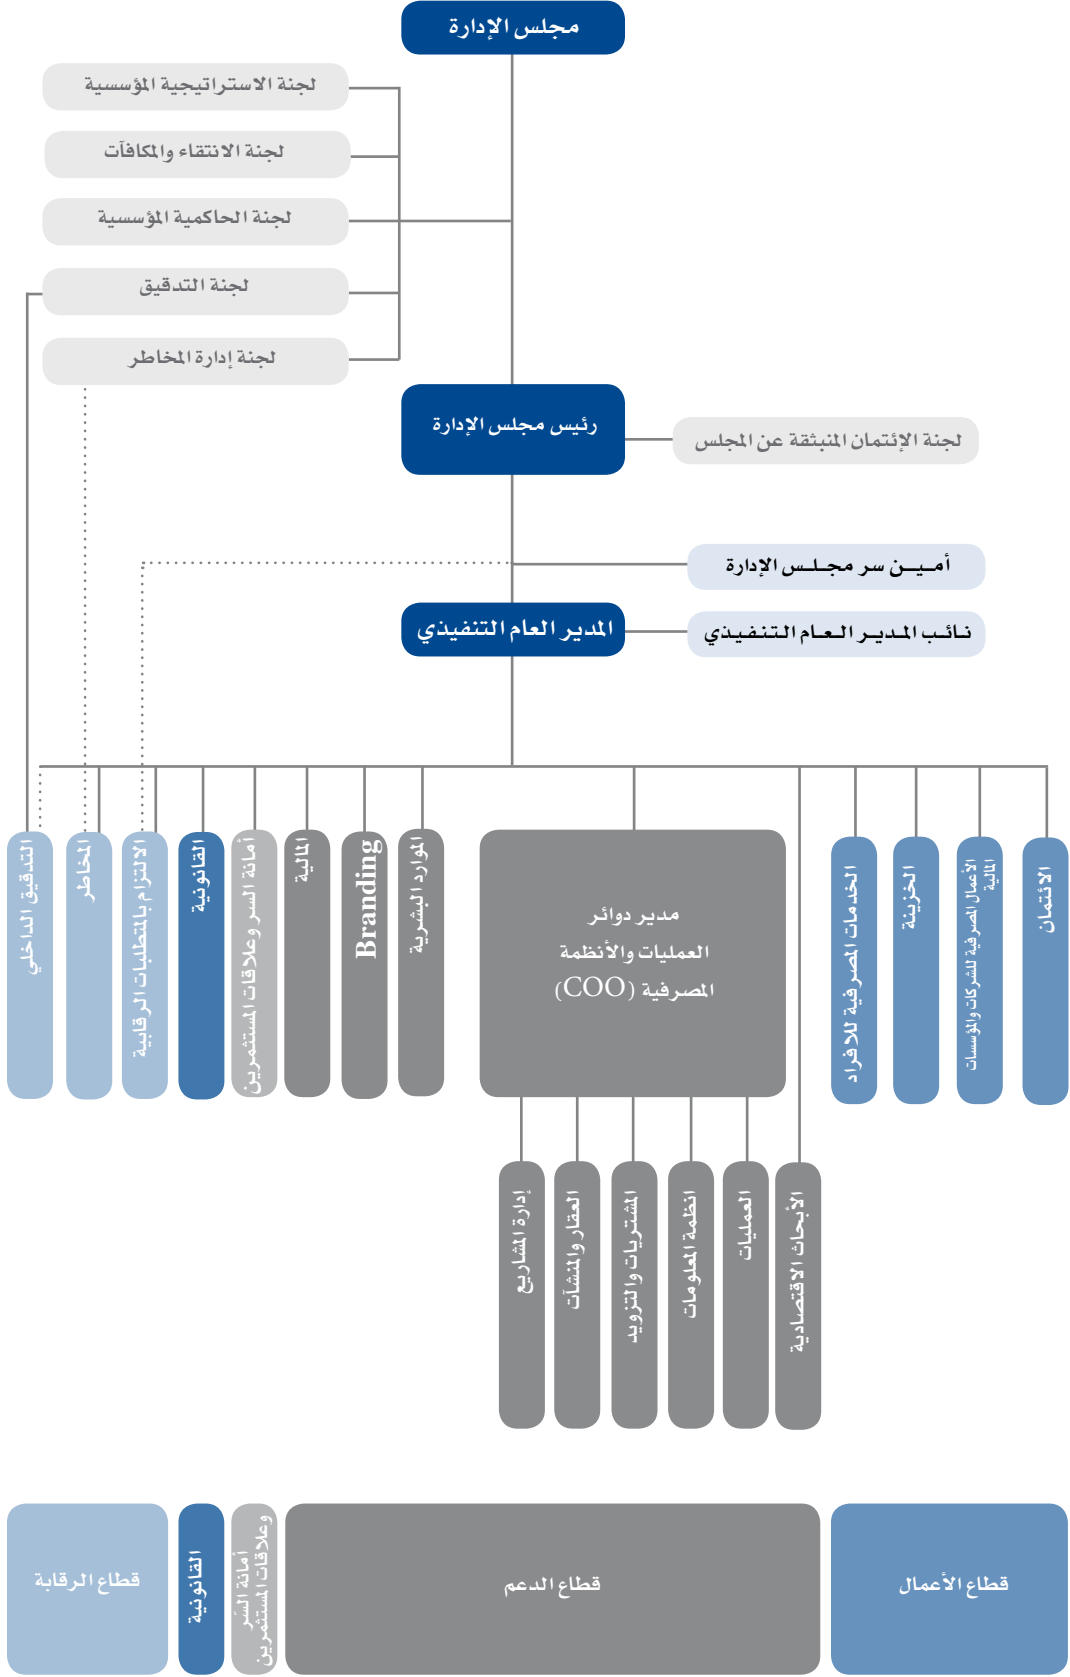 مجلس الإدارة
لجنة الاستراتيجية المؤسسية
لجنة الانتقاء والمكافآت
لجنة الحاكمية المؤسسية
لجنة التدقيق
لجنة إدارة المخاطر
رئيس مجلس الإدارة
لجنة الإئتمان المنبثقة عن المجلس
أمين سر مجلس الإدارة
المدير العام التنفيذي
نائب المدير العام التنفيذي
الائتمان
الأعمال المصرفية للشركات والمؤسسات
المالية
الخزينة
الخدمات المصرفية للافراد
مدير دوائر
العمليات والأنظمة
المصرفية (COO)
الموارد البشرية
Branding
المالية
أمانة السر وعلاقات المستثمرين
القانونية
الالتزام بالمتطلبات الرقابية
المخاطر
التدقيق الداخلي
الأبحاث الاقتصادية
العمليات
انظمة المعلومات
المشتريات والتزويد
العقار والمنشآت
إدارة المشاريع
قطاع الأعمال
قطاع الدعم
أمانة السر
وعلاقات المستثمرين
القانونية
قطاع الرقابة